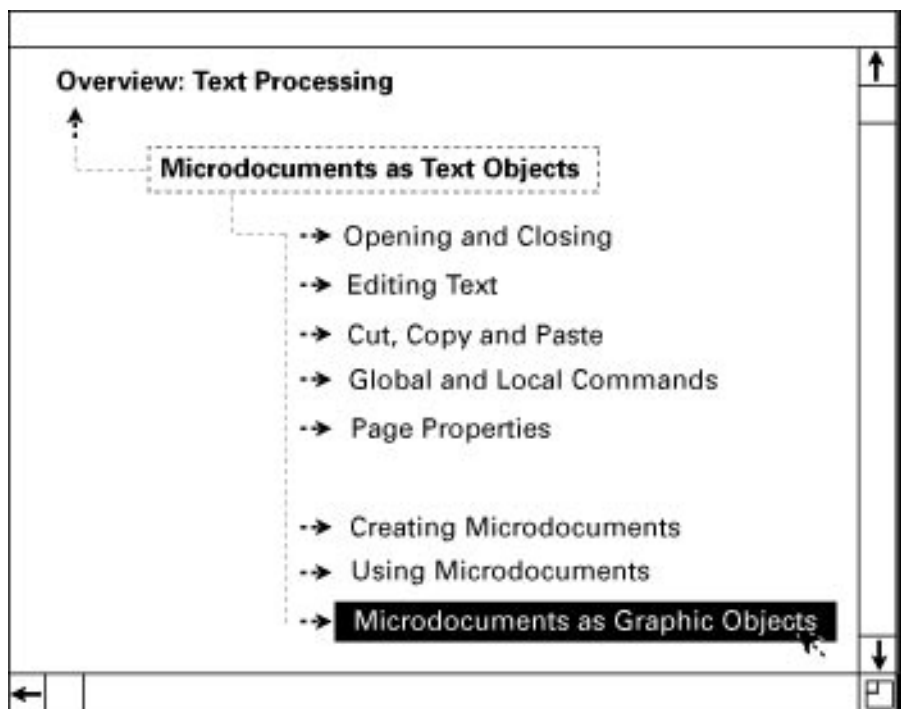 Overview: Text Processing
Microdocuments as Text Objects
Opening and Closing
Editing Text
Cut, Copy and Paste
Global and Local Commands
Page Properties
Creating Microdocuments
Using Microdocuments
Microdocuments as Graphic Objects